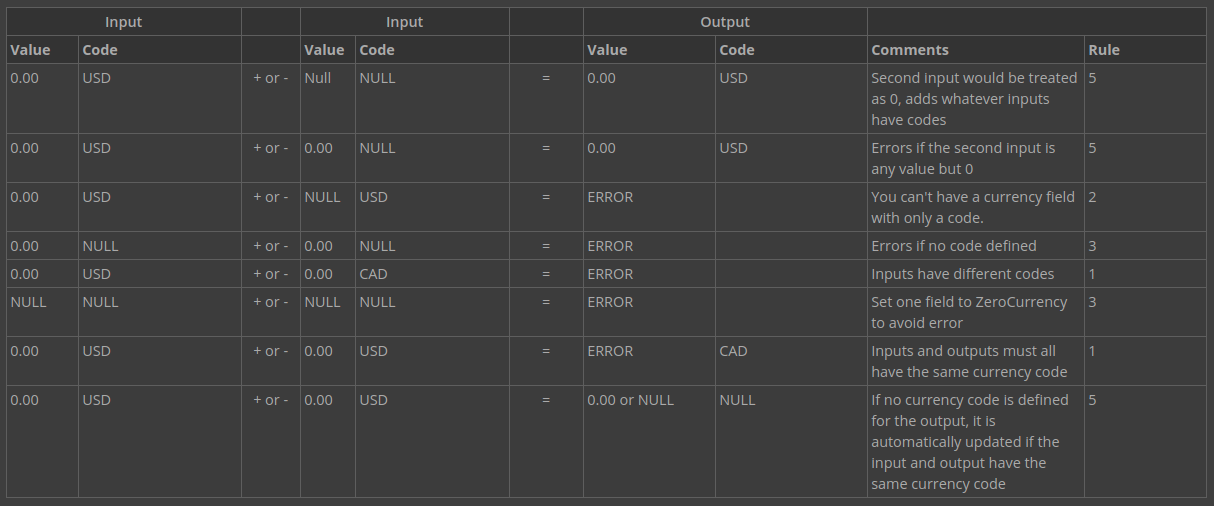 Input Input Output
Value Code Value Code Value Code Comments Rule
0.00 USD + or - Null NULL = 0.00 USD Second input would be treated 5
as 0, adds whatever inputs
have codes
0.00 USD + or - 0.00 NULL = 0.00 USD Errors if the second input is 5
any value but 0
0.00 USD + or - NULL USD = ERROR You can't have a currency field 2
with only a code.
0.00 NULL + or - 0.00 NULL = ERROR Errors if no code defined 3
0.00 USD + or - 0.00 CAD = ERROR Inputs have different codes 1
NULL NULL + or - NULL NULL = ERROR Set one field to ZeroCurrency 3
to avoid error
0.00 USD + or - 0.00 USD = ERROR CAD Inputs and outputs must all 1
have the same currency code
0.00 USD + or - 0.00 USD = 0.00 or NULL NULL If no currency code is defined 5
for the output, it is
automatically updated if the
input and output have the
same currency code